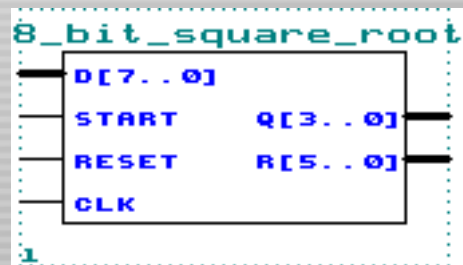 8_bit_square_root
D[7..0]
START Q[3..0]
RESET R[5..0]
CLK
1